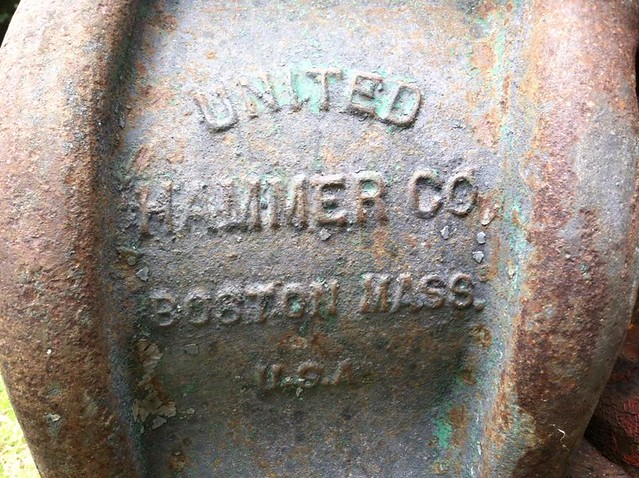 UNITED
HAMMER CO.
BOSTON MASS.
U.S.A.